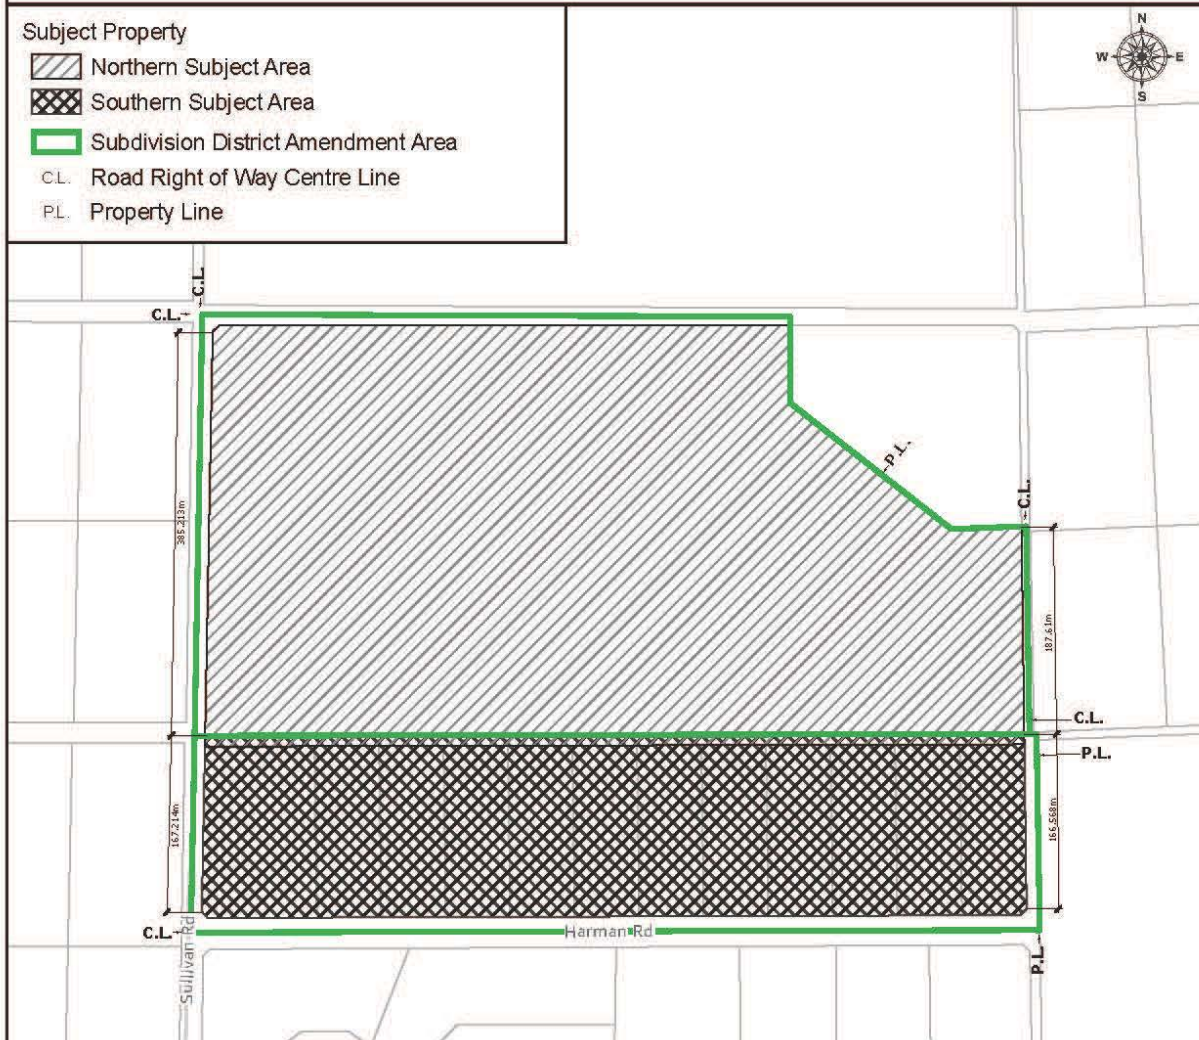 Subject Property
Northern Subject Area
Southern Subject Area
Subdivision District Amendment Area
C.L. Road Right of Way Centre Line
P.L. Property Line
N
W E
S
C.L.
C.L.
P.L.
C.L.
385.213m
187.61m
C.L.
P.L.
167.214m
166.568m
C.L.
Sullivan Rd
Harman Rd
P.L.